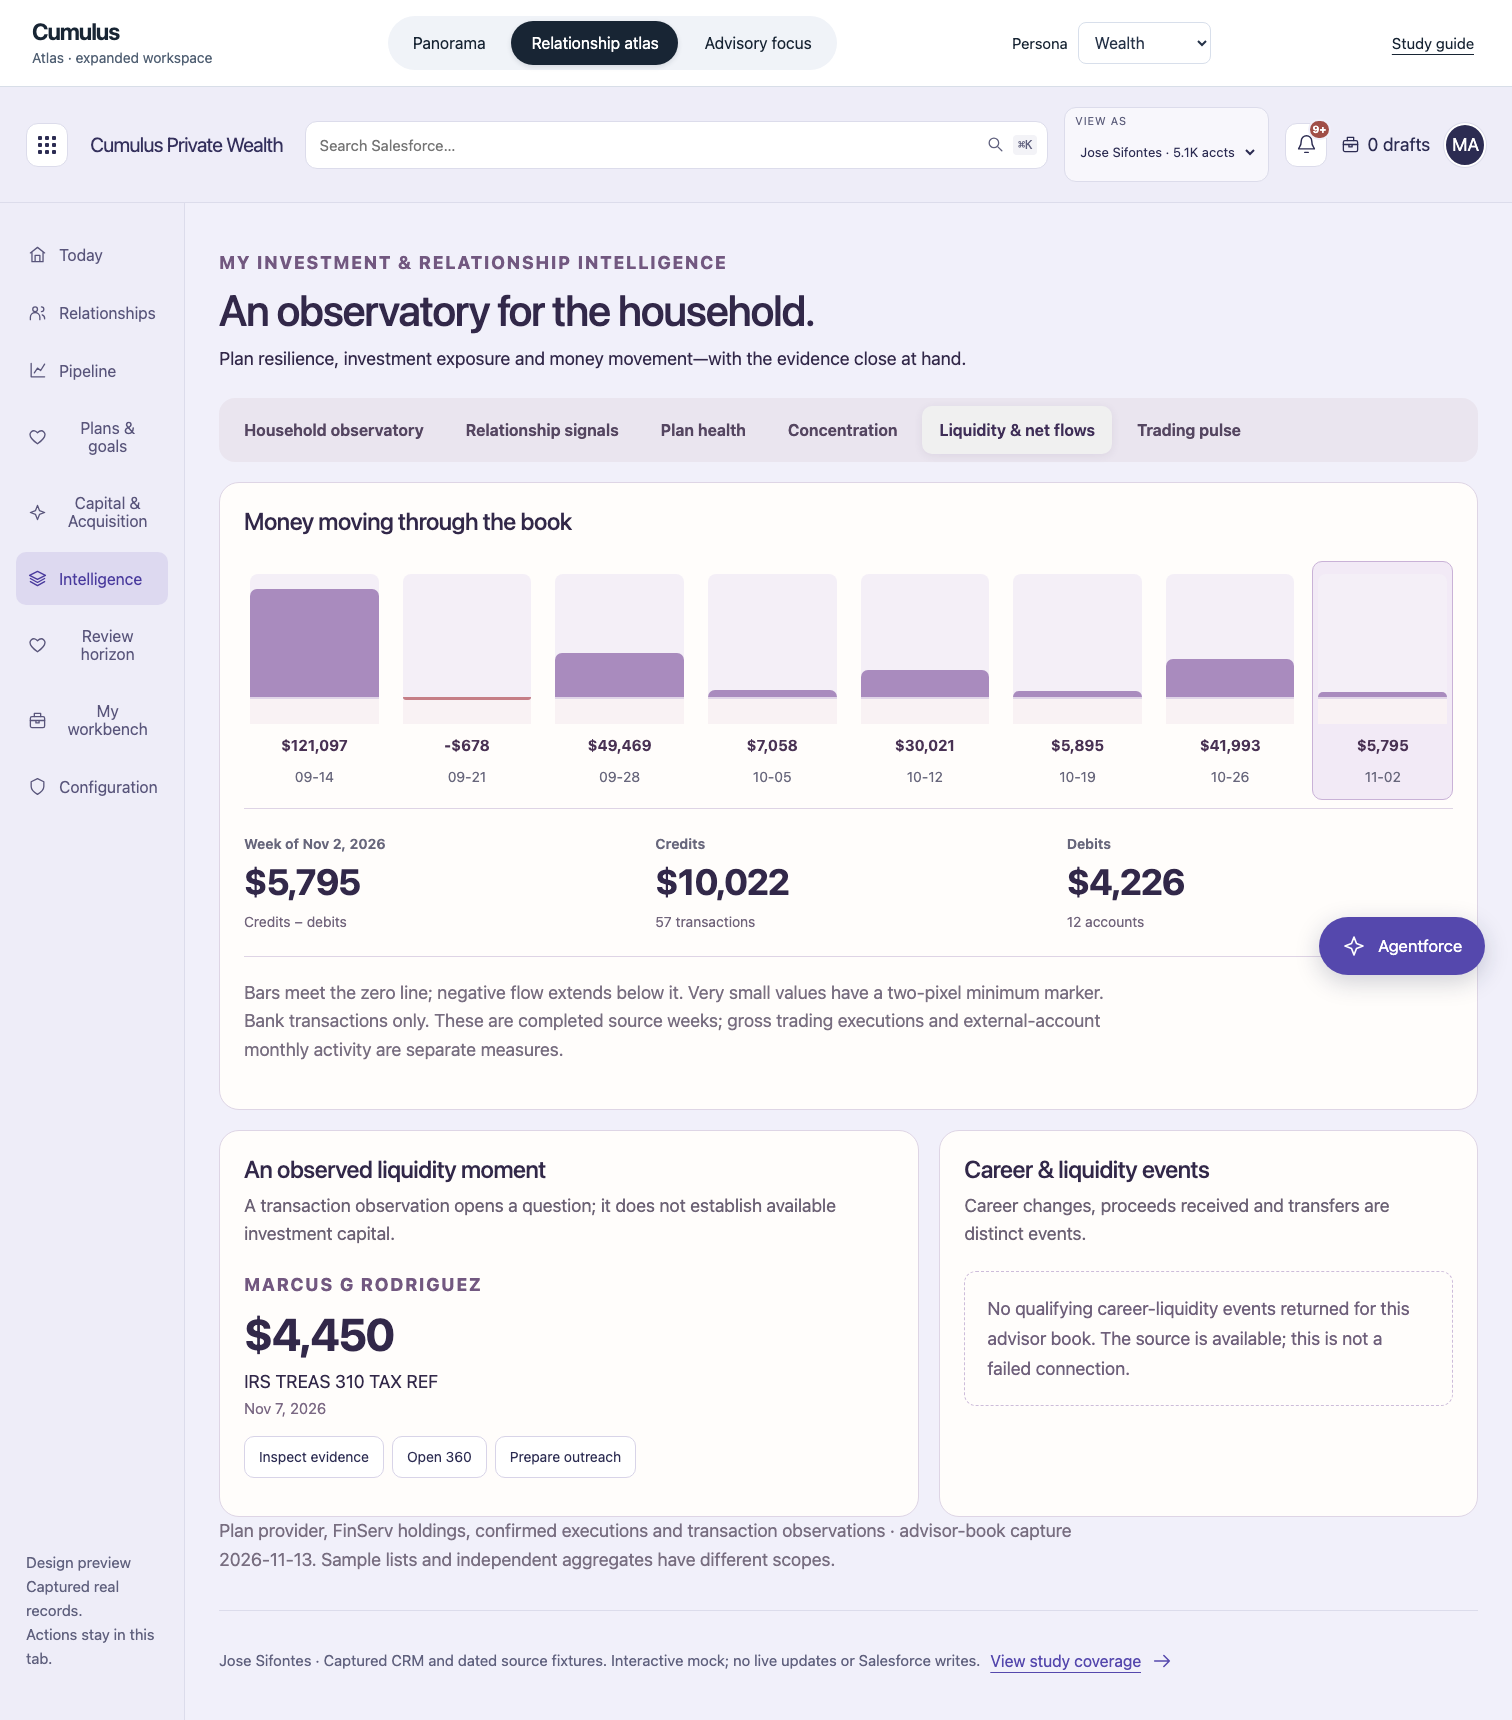 Cumulus
Atlas · expanded workspace
Panorama
Relationship atlas
Advisory focus
Persona
Wealth
Study guide
Cumulus Private Wealth
Search Salesforce...
⌘K
VIEW AS
Jose Sifontes · 5.1K accts
9+
0 drafts
MA
Today
Relationships
Pipeline
Plans &
goals
Capital &
Acquisition
Intelligence
Review
horizon
My
workbench
Configuration
Design preview
Captured real
records.
Actions stay in this
tab.
MY INVESTMENT & RELATIONSHIP INTELLIGENCE
An observatory for the household.
Plan resilience, investment exposure and money movement—with the evidence close at hand.
Household observatory
Relationship signals
Plan health
Concentration
Liquidity & net flows
Trading pulse
Money moving through the book
$121,097
09-14
-$678
09-21
$49,469
09-28
$7,058
10-05
$30,021
10-12
$5,895
10-19
$41,993
10-26
$5,795
11-02
Week of Nov 2, 2026
$5,795
Credits – debits
Credits
$10,022
57 transactions
Debits
$4,226
12 accounts
Agentforce
Bars meet the zero line; negative flow extends below it. Very small values have a two-pixel minimum marker.
Bank transactions only. These are completed source weeks; gross trading executions and external-account
monthly activity are separate measures.
An observed liquidity moment
A transaction observation opens a question; it does not establish available
investment capital.
MARCUS G RODRIGUEZ
$4,450
IRS TREAS 310 TAX REF
Nov 7, 2026
Inspect evidence
Open 360
Prepare outreach
Career & liquidity events
Career changes, proceeds received and transfers are
distinct events.
No qualifying career-liquidity events returned for this
advisor book. The source is available; this is not a
failed connection.
Plan provider, FinServ holdings, confirmed executions and transaction observations · advisor-book capture
2026-11-13. Sample lists and independent aggregates have different scopes.
Jose Sifontes · Captured CRM and dated source fixtures. Interactive mock; no live updates or Salesforce writes.
View study coverage